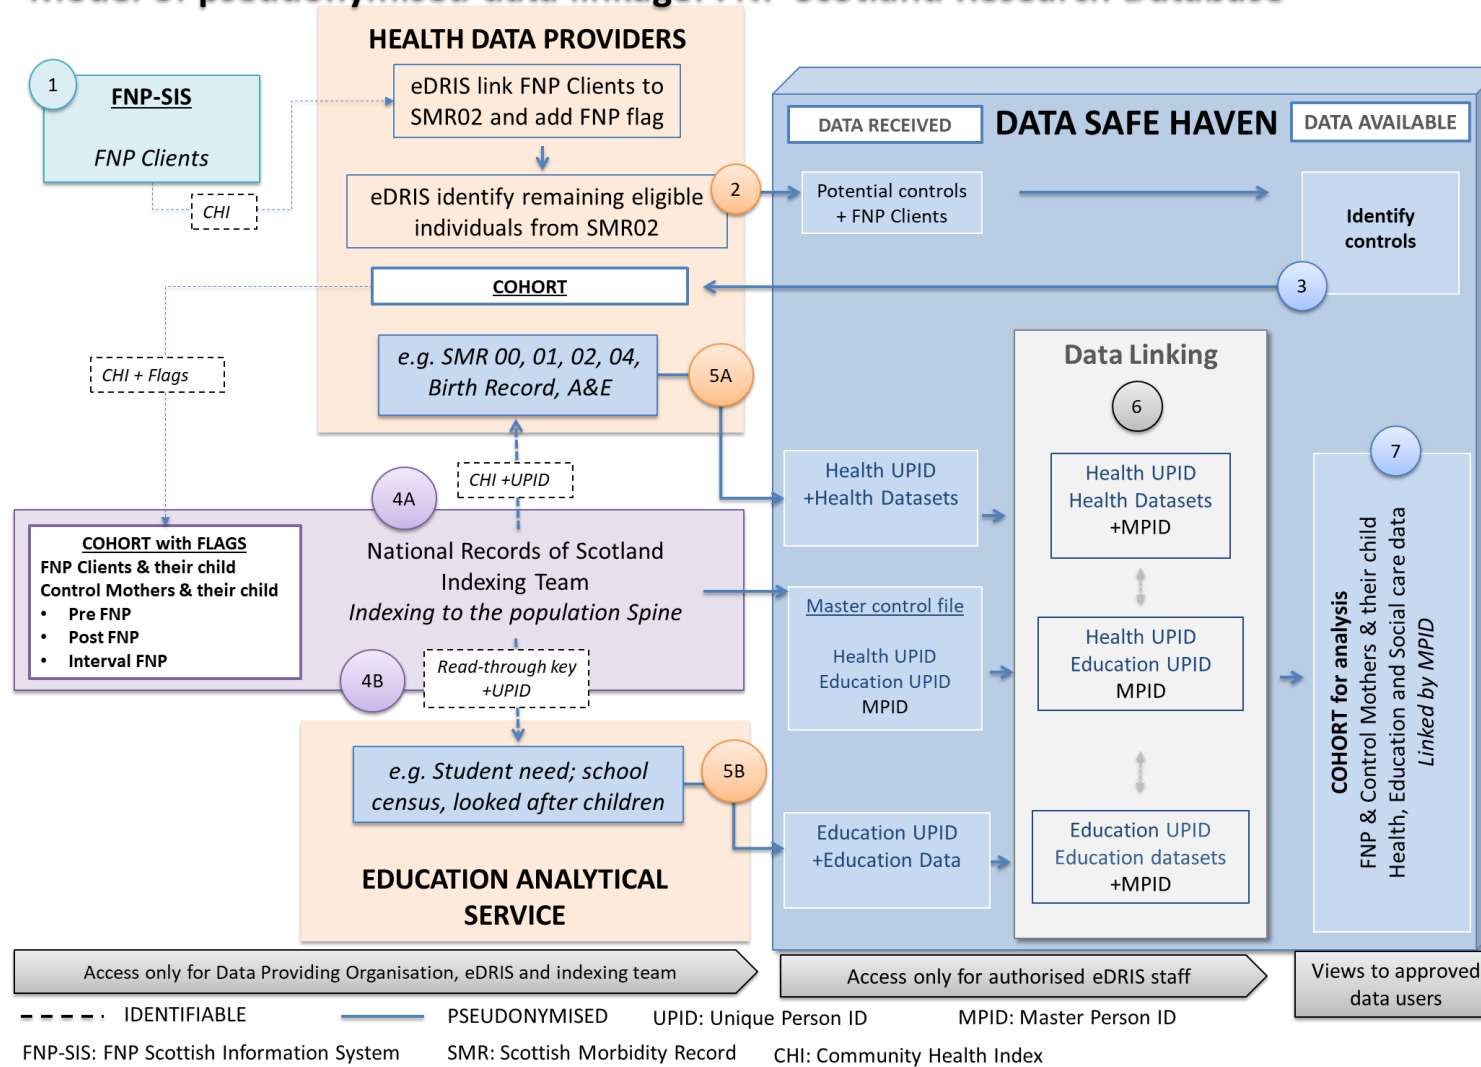 Model of pseudonymised data linkage: FNP Scotland Research Database
HEALTH DATA PROVIDERS
1
FNP-SIS
FNP Clients
CHI
eDRIS link FNP Clients to
SMR02 and add FNP flag
eDRIS identify remaining eligible
individuals from SMR02
2
COHORT
CHI + Flags
e.g. SMR 00, 01, 02, 04,
Birth Record, A&E
5A
CHI +UPID
4A
COHORT with FLAGS
FNP Clients & their child
Control Mothers & their child
• Pre FNP
• Post FNP
• Interval FNP
National Records of Scotland
Indexing Team
Indexing to the population Spine
4B
Read-through key
+UPID
e.g. Student need; school
census, looked after children
5B
EDUCATION ANALYTICAL
SERVICE
DATA RECEIVED
DATA SAFE HAVEN
DATA AVAILABLE
Potential controls
+ FNP Clients
Identify
controls
3
Data Linking
6
Health UPID
+Health Datasets
Health UPID
Health Datasets
+MPID
Master control file
Health UPID
Education UPID
MPID
Health UPID
Education UPID
MPID
Education UPID
+Education Data
Education UPID
Education datasets
+MPID
7
COHORT for analysis
FNP & Control Mothers & their child
Health, Education and Social care data
Linked by MPID
Access only for Data Providing Organisation, eDRIS and indexing team
Access only for authorised eDRIS staff
Views to approved
data users
IDENTIFIABLE
PSEUDONYMISED
UPID: Unique Person ID
MPID: Master Person ID
FNP-SIS: FNP Scottish Information System
SMR: Scottish Morbidity Record
CHI: Community Health Index